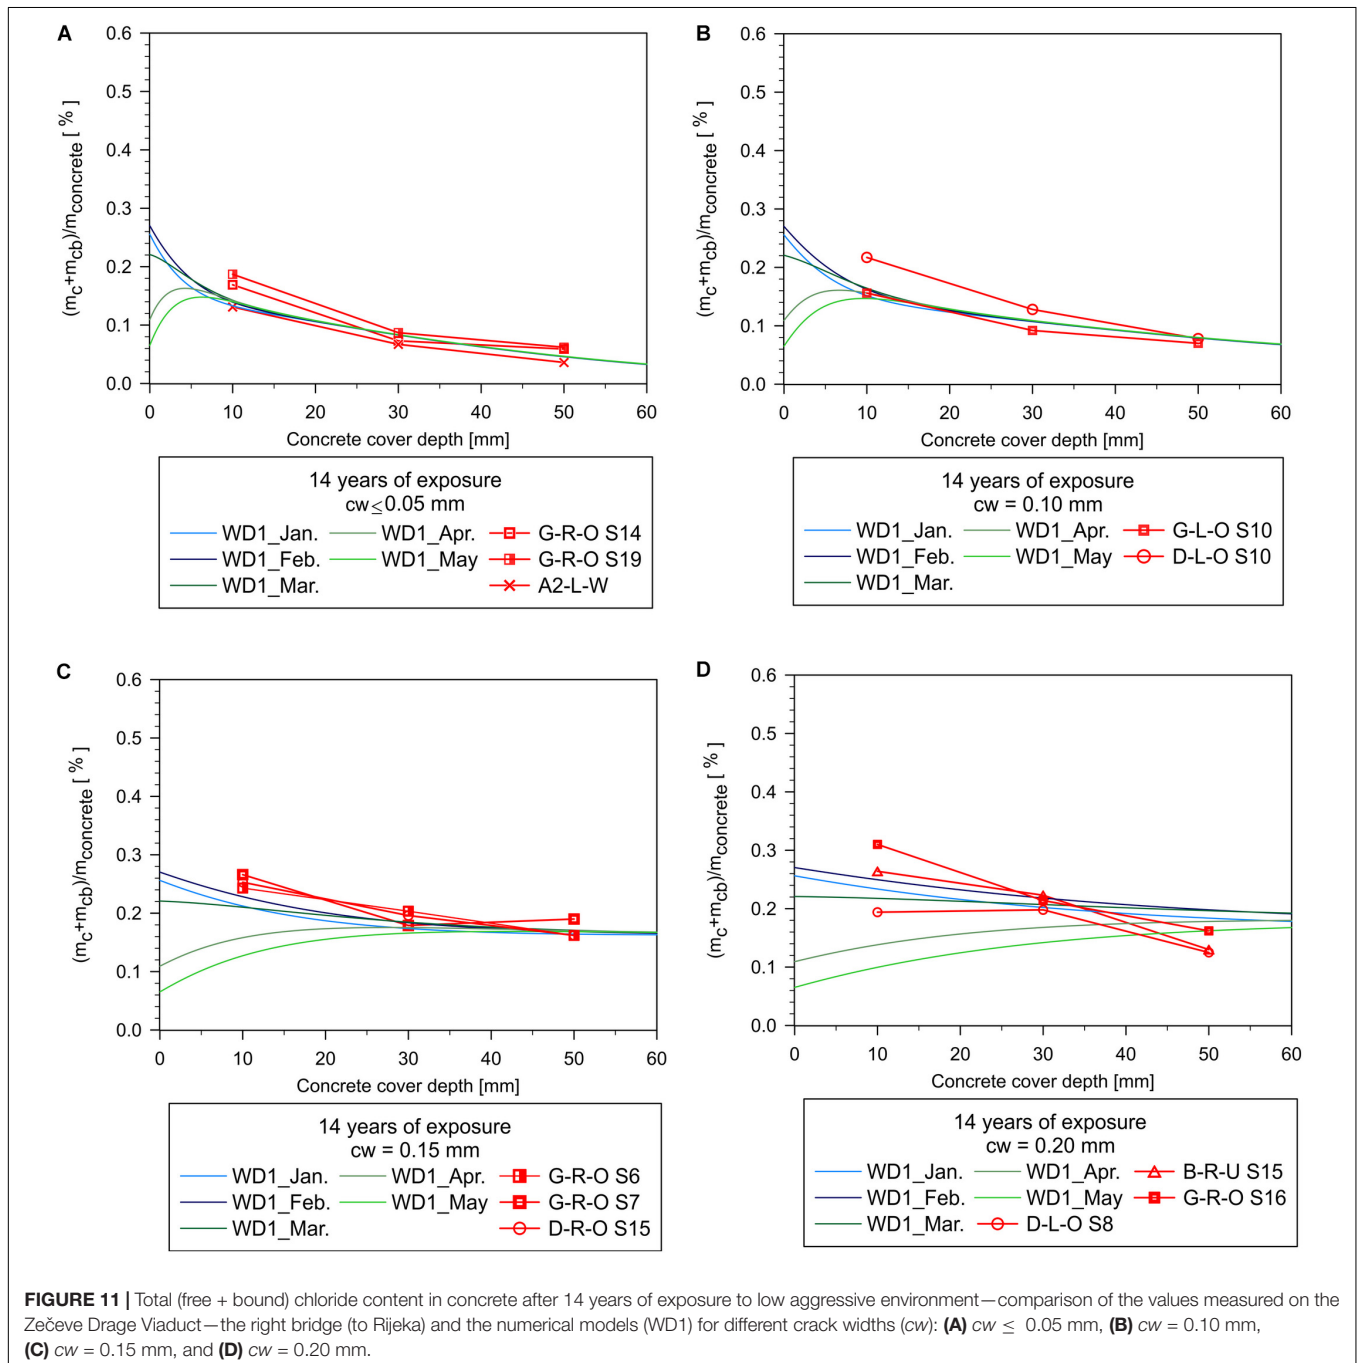 A
0.6
0.5
0.4
0.3
0.2
0.1
0.0
(mc+mcb)/mconcrete [ % ]
0 10 20 30 40 50 60
Concrete cover depth [mm]
14 years of exposure
cw≤0.05 mm
WD1_Jan. WD1_Apr. G-R-O S14
WD1_Feb. WD1_May G-R-O S19
WD1_Mar. A2-L-W
B
0.6
0.5
0.4
0.3
0.2
0.1
0.0
(mc+mcb)/mconcrete [ % ]
0 10 20 30 40 50 60
Concrete cover depth [mm]
14 years of exposure
cw = 0.10 mm
WD1_Jan. WD1_Apr. G-L-O S10
WD1_Feb. WD1_May D-L-O S10
WD1_Mar.
C
0.6
0.5
0.4
0.3
0.2
0.1
0.0
(mc+mcb)/mconcrete [ % ]
0 10 20 30 40 50 60
Concrete cover depth [mm]
14 years of exposure
cw = 0.15 mm
WD1_Jan. WD1_Apr. G-R-O S6
WD1_Feb. WD1_May G-R-O S7
WD1_Mar. D-R-O S15
D
0.6
0.5
0.4
0.3
0.2
0.1
0.0
(mc+mcb)/mconcrete [ % ]
0 10 20 30 40 50 60
Concrete cover depth [mm]
14 years of exposure
cw = 0.20 mm
WD1_Jan. WD1_Apr. B-R-U S15
WD1_Feb. WD1_May G-R-O S16
WD1_Mar. D-L-O S8
FIGURE 11 | Total (free + bound) chloride content in concrete after 14 years of exposure to low aggressive environment—comparison of the values measured on the
Zečeve Drage Viaduct—the right bridge (to Rijeka) and the numerical models (WD1) for different crack widths (cw): (A) cw ≤ 0.05 mm, (B) cw = 0.10 mm,
(C) cw = 0.15 mm, and (D) cw = 0.20 mm.